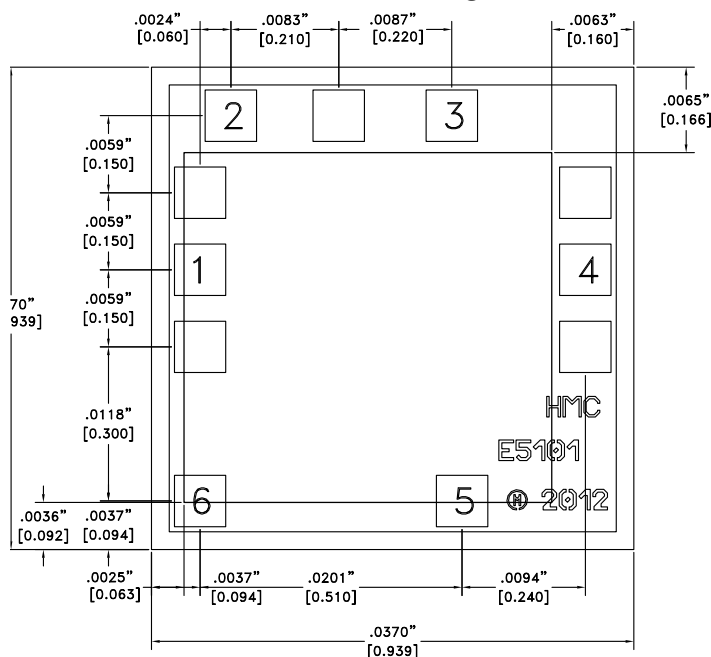 .0024" .0083" .0087" .0063"
[0.060] [0.210] [0.220] [0.160]
.0065"
[0.166]
2 3
.0059"
[0.150]
.0059"
[0.150]
1 4
70"
939]
.0059"
[0.150]
.0118"
[0.300]
HMC
E5101
6 5 Ⓗ 2012
.0036" .0037"
[0.092] [0.094]
.0025" .0037" .0201" .0094"
[0.063] [0.094] [0.510] [0.240]
.0370"
[0.939]